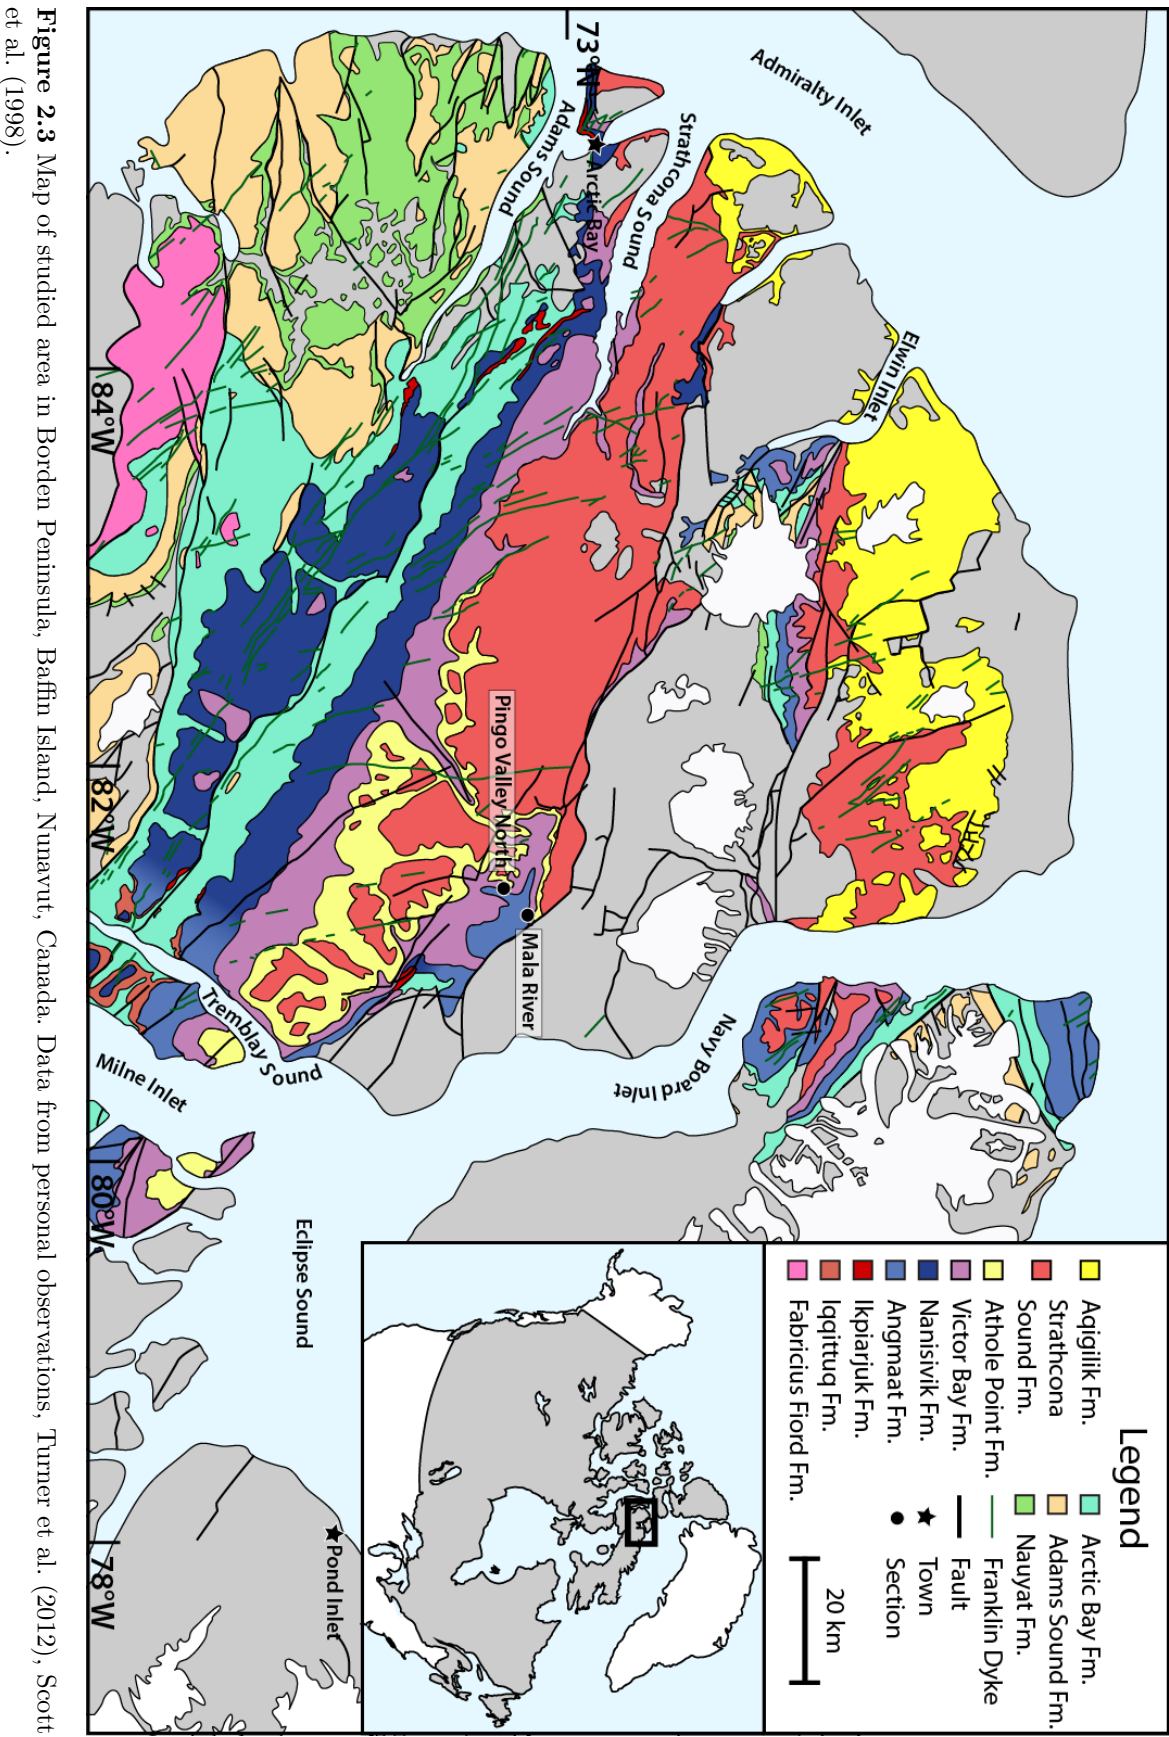 Admiralty Inlet
Elwin Inlet
Strathcona Sound
73°N
Arctic Bay
Adams Sound
Navy Board Inlet
Pingo Valley North
Mala River
Tremblay Sound
Milne Inlet
Eclipse Sound
Pond Inlet
84°W
82°W
80°W
78°W
Legend
Aqigilik Fm.
Strathcona
Sound Fm.
Athole Point Fm.
Victor Bay Fm.
Nanisivik Fm.
Angmaat Fm.
Ikpiarjuk Fm.
Iqqittuq Fm.
Fabricius Fiord Fm.
Arctic Bay Fm.
Adams Sound Fm.
Nauyat Fm.
Franklin Dyke
Fault
Town
Section
20 km
Figure 2.3 Map of studied area in Borden Peninsula, Baffin Island, Nunavut, Canada. Data from personal observations, Turner et al. (2012), Scott
et al. (1998).